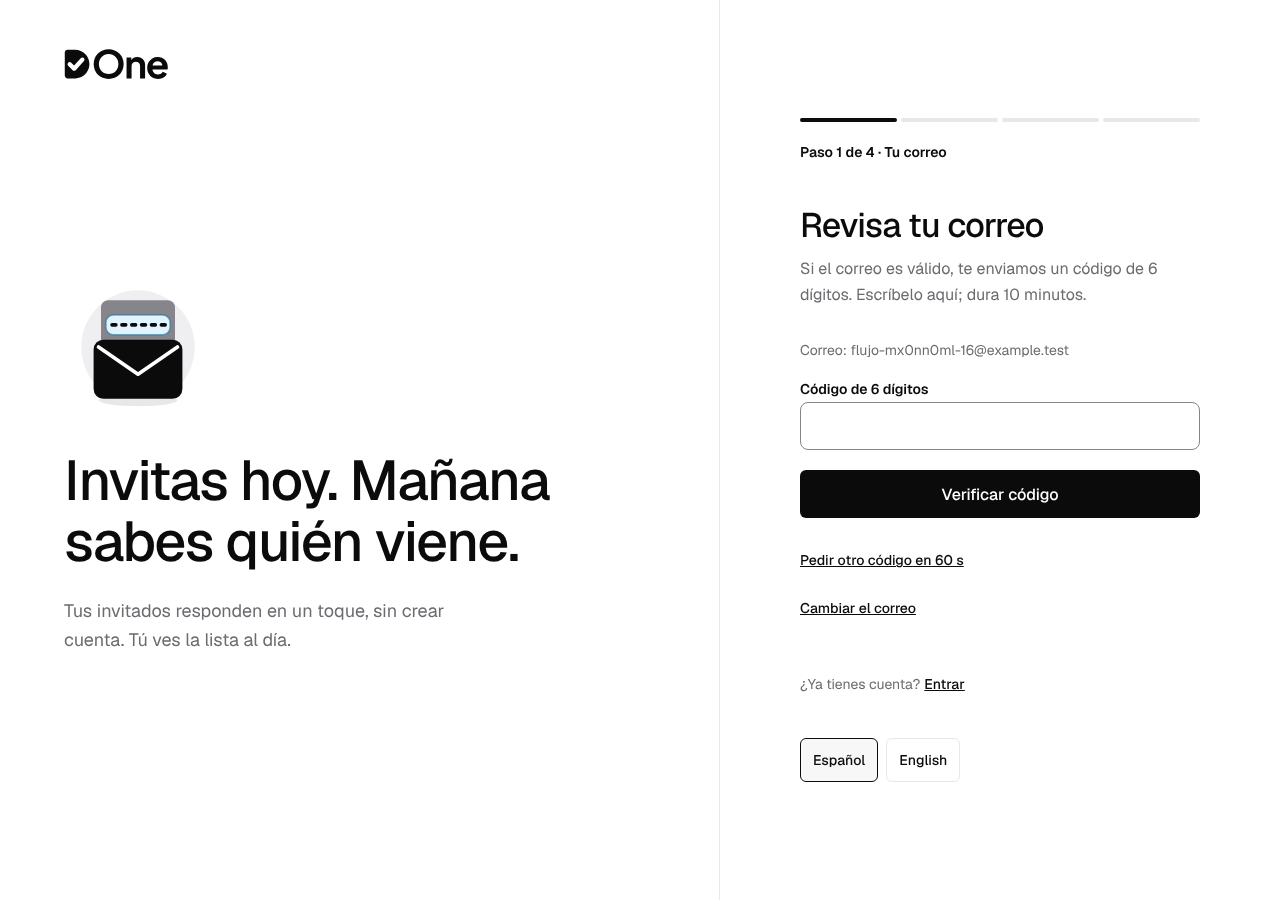 DOne
Invitas hoy. Mañana
sabes quién viene.
Tus invitados responden en un toque, sin crear
cuenta. Tú ves la lista al día.
Paso 1 de 4 · Tu correo
Revisa tu correo
Si el correo es válido, te enviamos un código de 6
dígitos. Escríbelo aquí; dura 10 minutos.
Correo: flujo-mx0nn0ml-16@example.test
Código de 6 dígitos
Verificar código
Pedir otro código en 60 s
Cambiar el correo
¿Ya tienes cuenta? Entrar
Español English